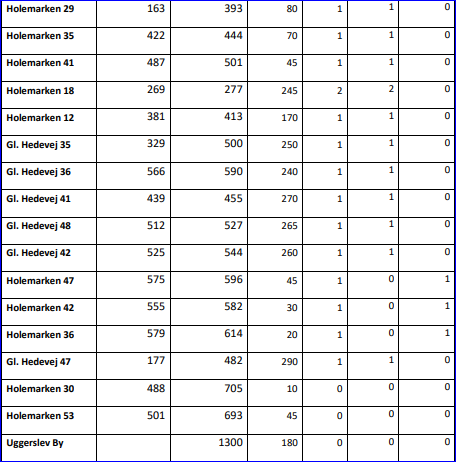 Holemarken 29 163 393 80 1 1 0
Holemarken 35 422 444 70 1 1 0
Holemarken 41 487 501 45 1 1 0
Holemarken 18 269 277 245 2 2 0
Holemarken 12 381 413 170 1 1 0
Gl. Hedevej 35 329 500 250 1 1 0
Gl. Hedevej 36 566 590 240 1 1 0
Gl. Hedevej 41 439 455 270 1 1 0
Gl. Hedevej 48 512 527 265 1 1 0
Gl. Hedevej 42 525 544 260 1 1 0
Holemarken 47 575 596 45 1 0 1
Holemarken 42 555 582 30 1 0 1
Holemarken 36 579 614 20 1 0 1
Gl. Hedevej 47 177 482 290 1 1 0
Holemarken 30 488 705 10 0 0 0
Holemarken 53 501 693 45 0 0 0
Uggerslev By 1300 180 0 0 0